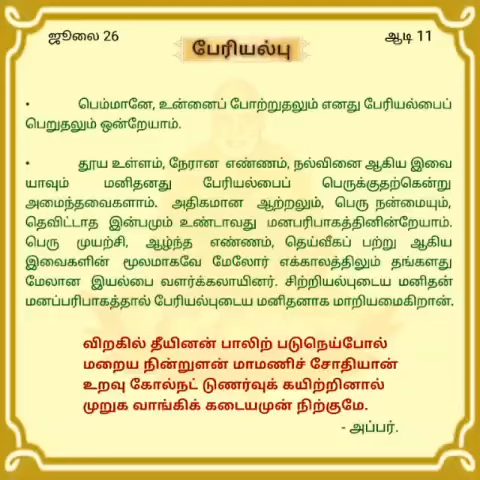 ஜூலை 26
ஆடி 11
பேரியல்பு
• பெம்மானே, உன்னைப் போற்றுதலும் எனது பேரியல்பைப்
பெறுதலும் ஒன்றேயாம்.
• தூய உள்ளம், நேரான எண்ணம், நல்வினை ஆகிய இவை
யாவும் மனிதனது பேரியல்பைப் பெருக்குதற்கென்று
அமைந்தவைகளாம். அதிகமான ஆற்றலும், பெரு நன்மையும்,
தெவிட்டாத இன்பமும் உண்டாவது மனபரிபாகத்தினின்றேயாம்.
பெரு முயற்சி, ஆழ்ந்த எண்ணம், தெய்வீகப் பற்று ஆகிய
இவைகளின் மூலமாகவே மேலோர் எக்காலத்திலும் தங்களது
மேலான இயல்பை வளர்க்கலாயினர். சிற்றியல்புடைய மனிதன்
மனப்பரிபாகத்தால் பேரியல்புடைய மனிதனாக மாறியமைகிறான்.
விறகில் தீயினன் பாலிற் படுநெய்போல்
மறைய நின்றுளன் மாமணிச் சோதியான்
உறவு கோல்நட் டுணர்வுக் கயிற்றினால்
முறுக வாங்கிக் கடையமுன் நிற்குமே.
- அப்பர்.